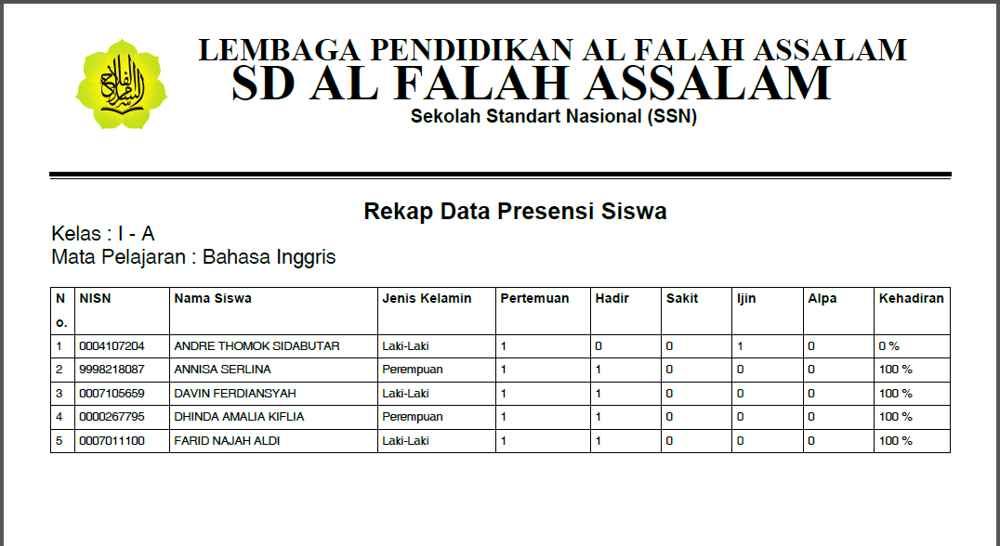 LEMBAGA PENDIDIKAN AL FALAH ASSALAM
SD AL FALAH ASSALAM
Sekolah Standart Nasional (SSN)
Rekap Data Presensi Siswa
Kelas : I - A
Mata Pelajaran : Bahasa Inggris
No. NISN Nama Siswa Jenis Kelamin Pertemuan Hadir Sakit Ijin Alpa Kehadiran
1 0004107204 ANDRE THOMOK SIDABUTAR Laki-Laki 1 0 0 1 0 0 %
2 9998218087 ANNISA SERLINA Perempuan 1 1 0 0 0 100 %
3 0007105659 DAVIN FERDIANSYAH Laki-Laki 1 1 0 0 0 100 %
4 0000267795 DHINDA AMALIA KIFLIA Perempuan 1 1 0 0 0 100 %
5 0007011100 FARID NAJAH ALDI Laki-Laki 1 1 0 0 0 100 %